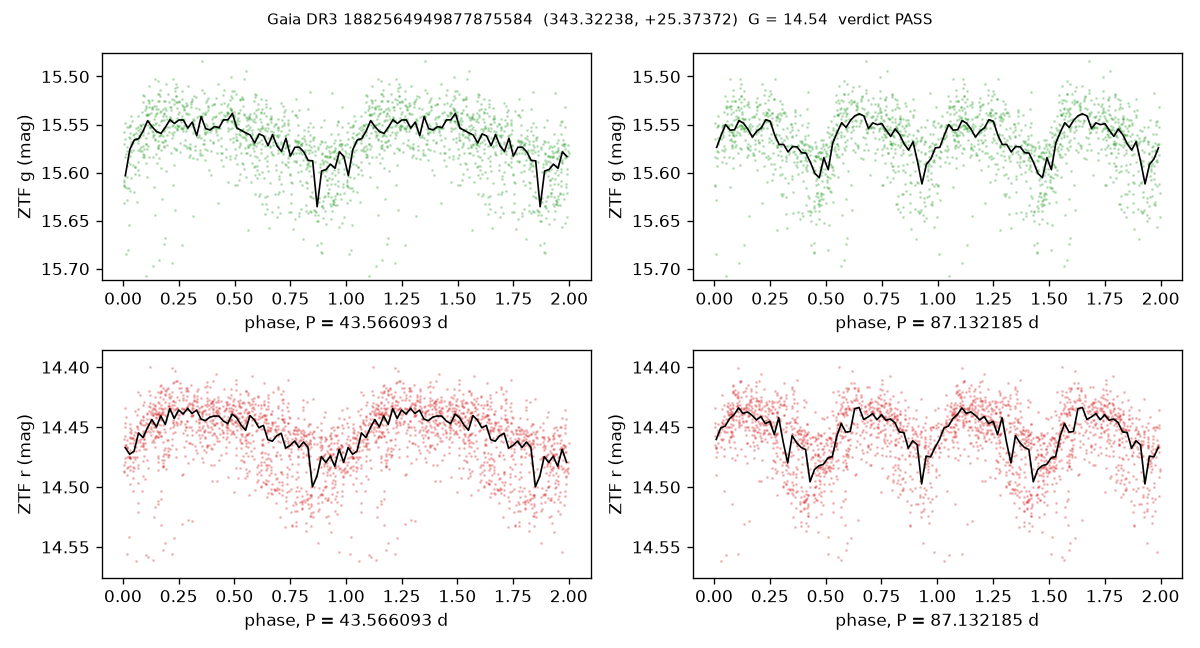 Gaia DR3 1882564949877875584  (343.32238, +25.37372)  G = 14.54  verdict PASS
ZTF g (mag)
15.50
15.55
15.60
15.65
15.70
0.00 0.25 0.50 0.75 1.00 1.25 1.50 1.75 2.00
phase, P = 43.566093 d
ZTF g (mag)
15.50
15.55
15.60
15.65
15.70
0.00 0.25 0.50 0.75 1.00 1.25 1.50 1.75 2.00
phase, P = 87.132185 d
ZTF r (mag)
14.40
14.45
14.50
14.55
0.00 0.25 0.50 0.75 1.00 1.25 1.50 1.75 2.00
phase, P = 43.566093 d
ZTF r (mag)
14.40
14.45
14.50
14.55
0.00 0.25 0.50 0.75 1.00 1.25 1.50 1.75 2.00
phase, P = 87.132185 d